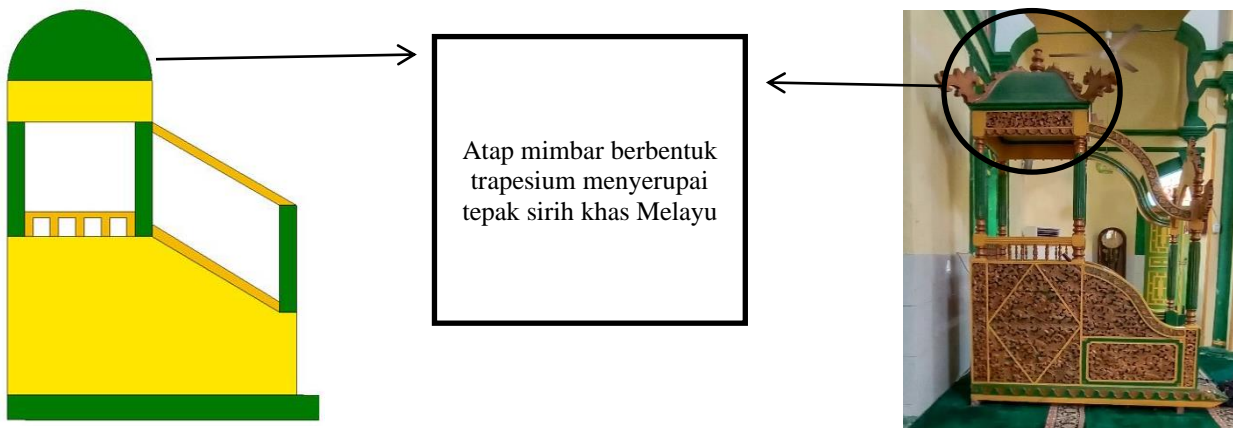 Atap mimbar berbentuk
trapesium menyerupai
tepak sirih khas Melayu